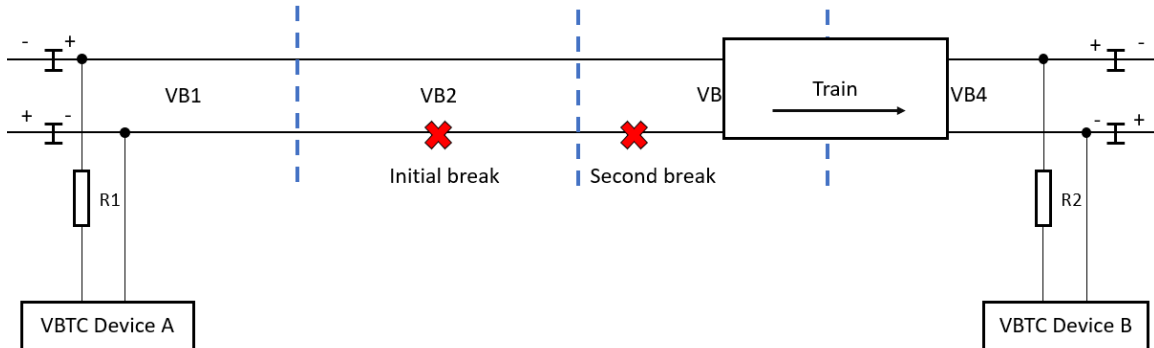 - +
+ -
VB1
VB2
VB
Train
VB4
+ -
- +
Initial break
Second break
R1
R2
VBTC Device A
VBTC Device B